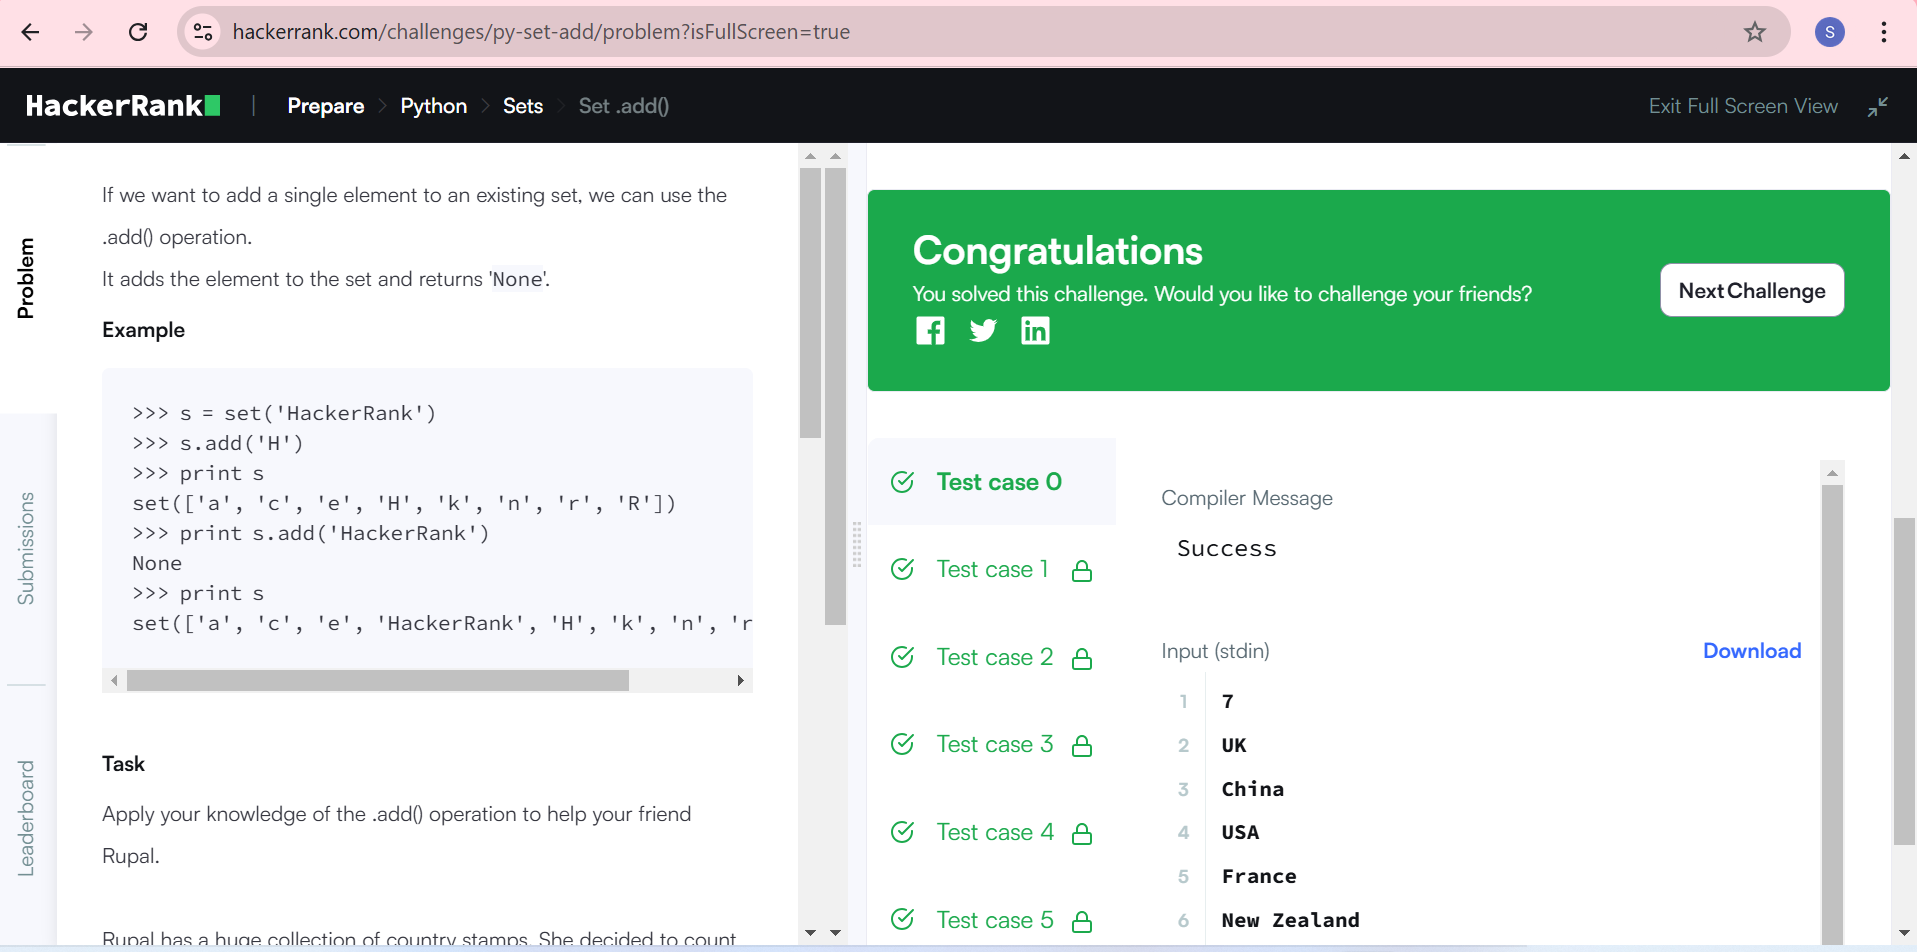 hackerrank.com/challenges/py-set-add/problem?isFullScreen=true
S
HackerRank
Prepare
Python
Sets
Set .add()
Exit Full Screen View
Problem
Submissions
Leaderboard
If we want to add a single element to an existing set, we can use the
.add() operation.
It adds the element to the set and returns 'None'.
Example
>>> s = set('HackerRank')
>>> s.add('H')
>>> print s
set(['a', 'c', 'e', 'H', 'k', 'n', 'r', 'R'])
>>> print s.add('HackerRank')
None
>>> print s
set(['a', 'c', 'e', 'HackerRank', 'H', 'k', 'n', 'r
Task
Apply your knowledge of the .add() operation to help your friend
Rupal.
Rupal has a huge collection of country stamps. She decided to count
Congratulations
You solved this challenge. Would you like to challenge your friends?
Next Challenge
Test case 0
Test case 1
Test case 2
Test case 3
Test case 4
Test case 5
Compiler Message
Success
Input (stdin)
Download
1 7
2 UK
3 China
4 USA
5 France
6 New Zealand